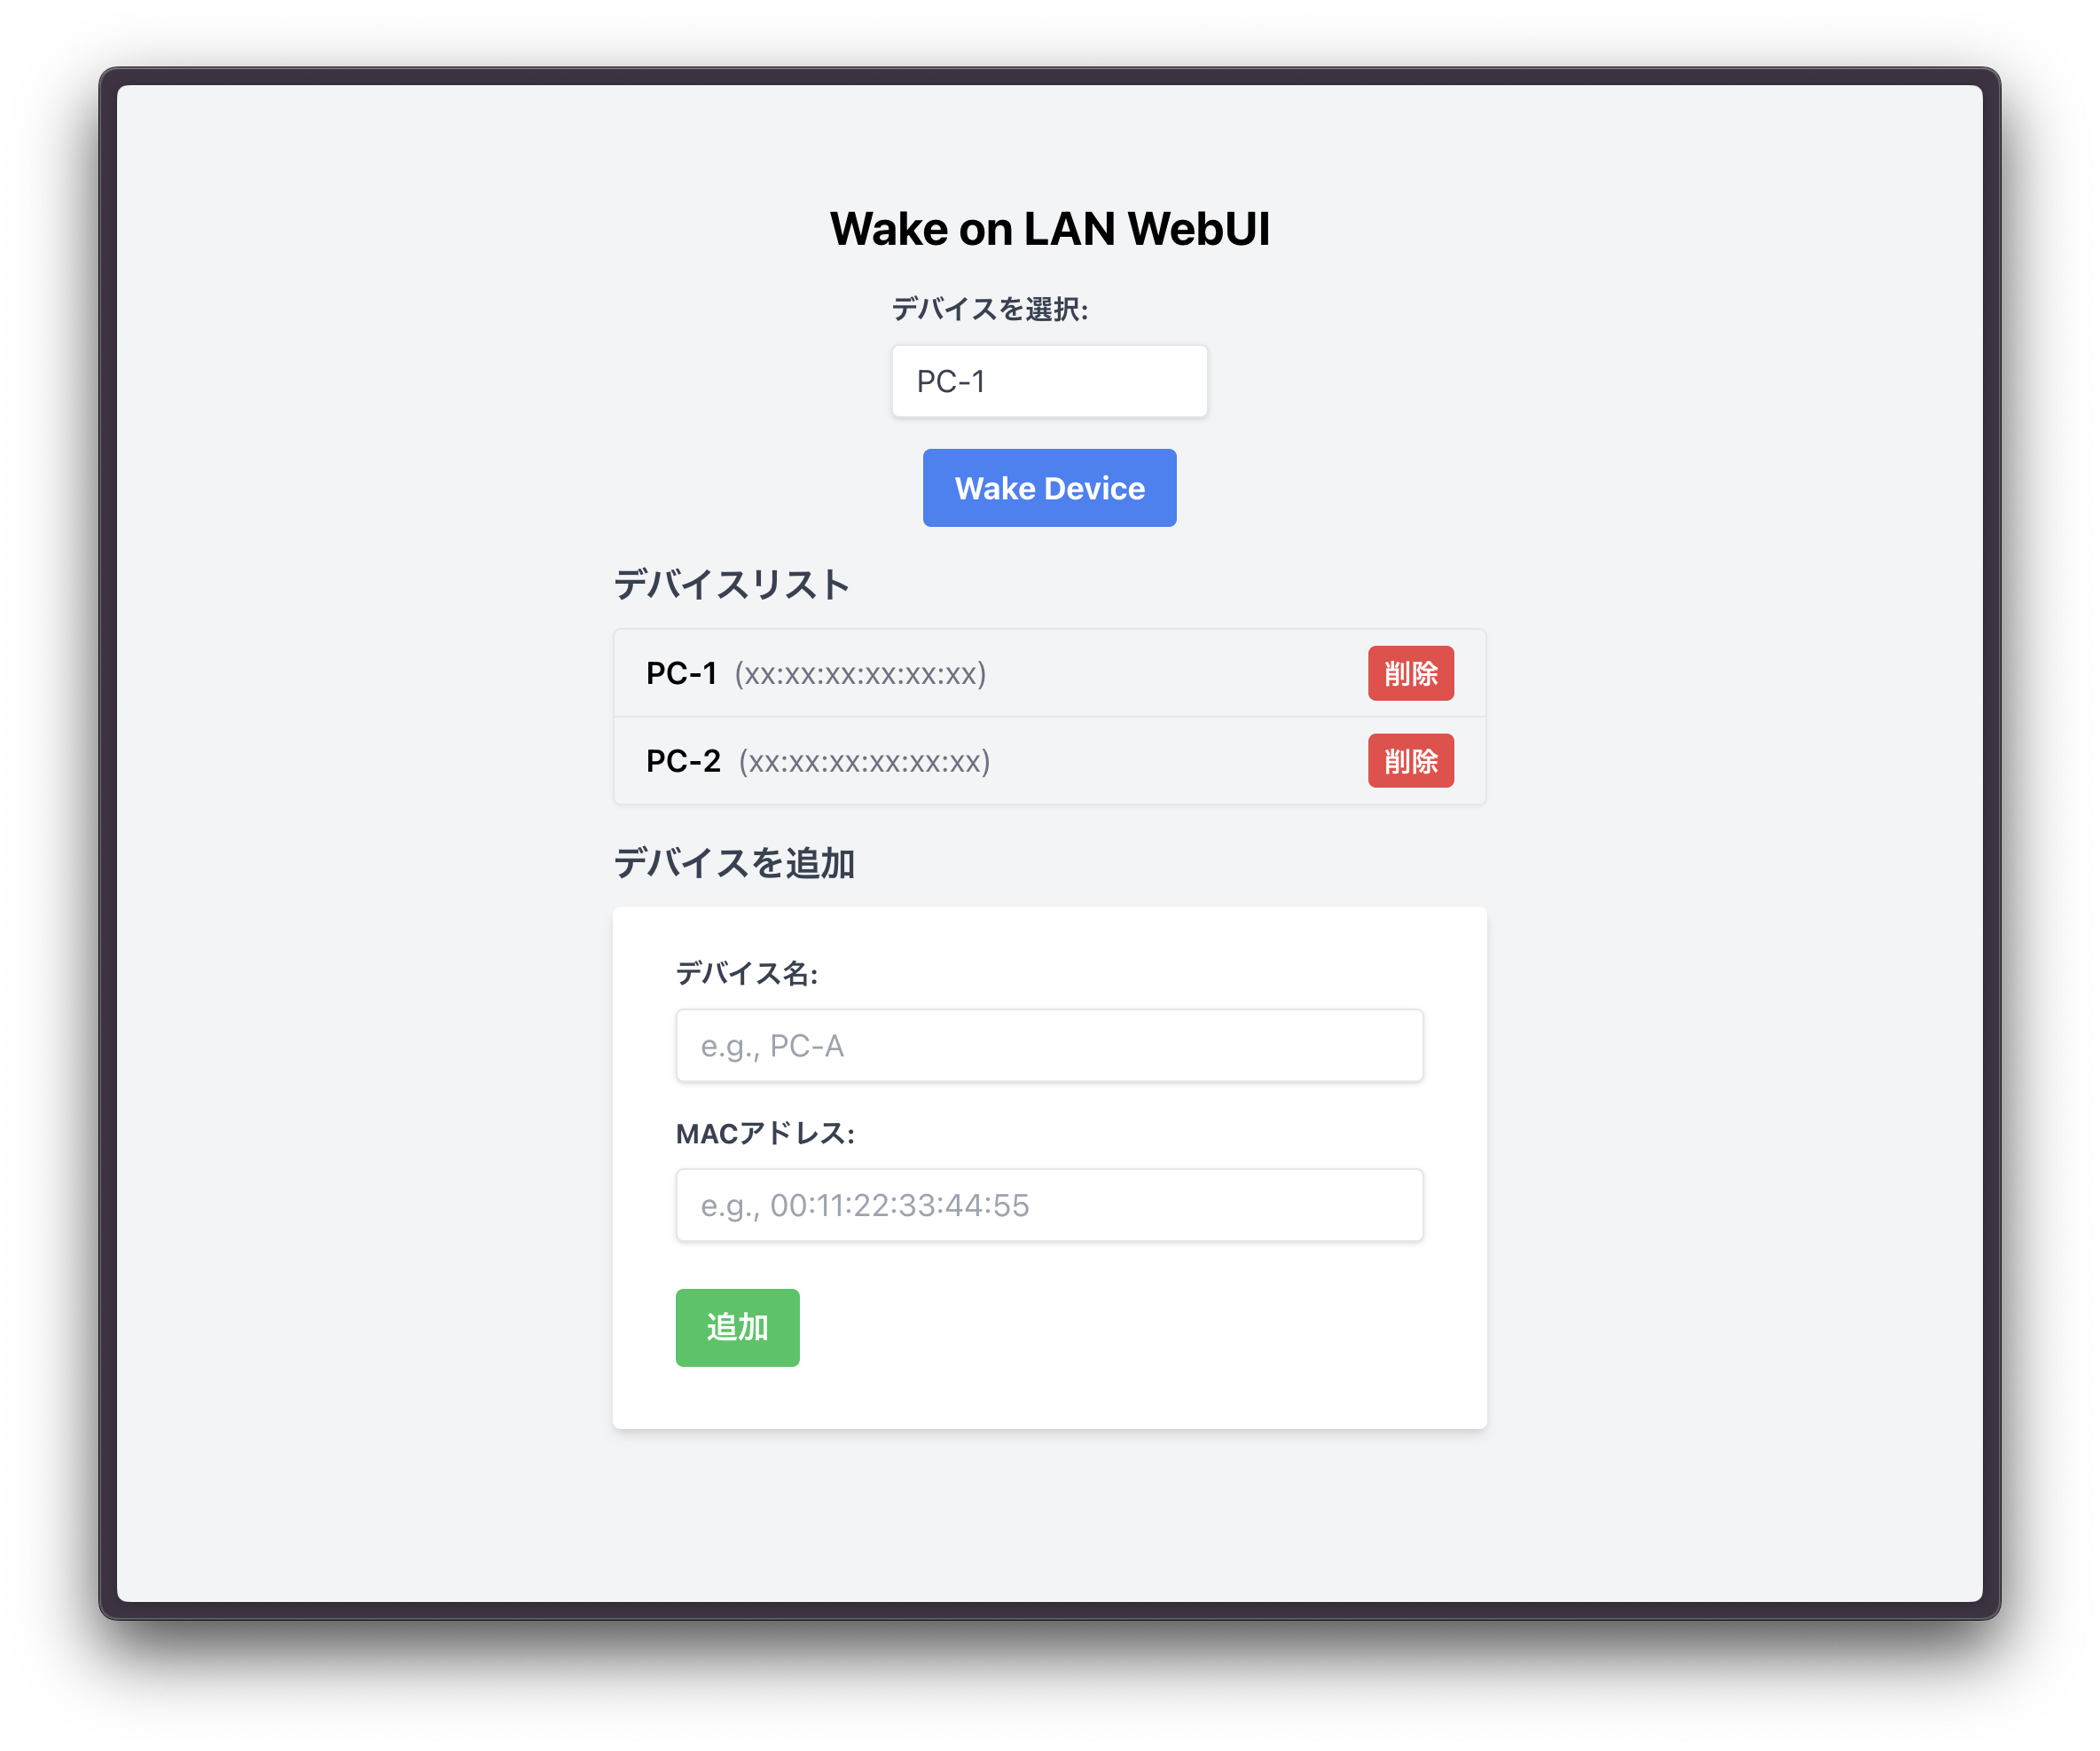 Wake on LAN WebUI
デバイスを選択:
PC-1
Wake Device
デバイスリスト
PC-1 (xx:xx:xx:xx:xx:xx) 削除
PC-2 (xx:xx:xx:xx:xx:xx) 削除
デバイスを追加
デバイス名:
e.g., PC-A
MACアドレス:
e.g., 00:11:22:33:44:55
追加